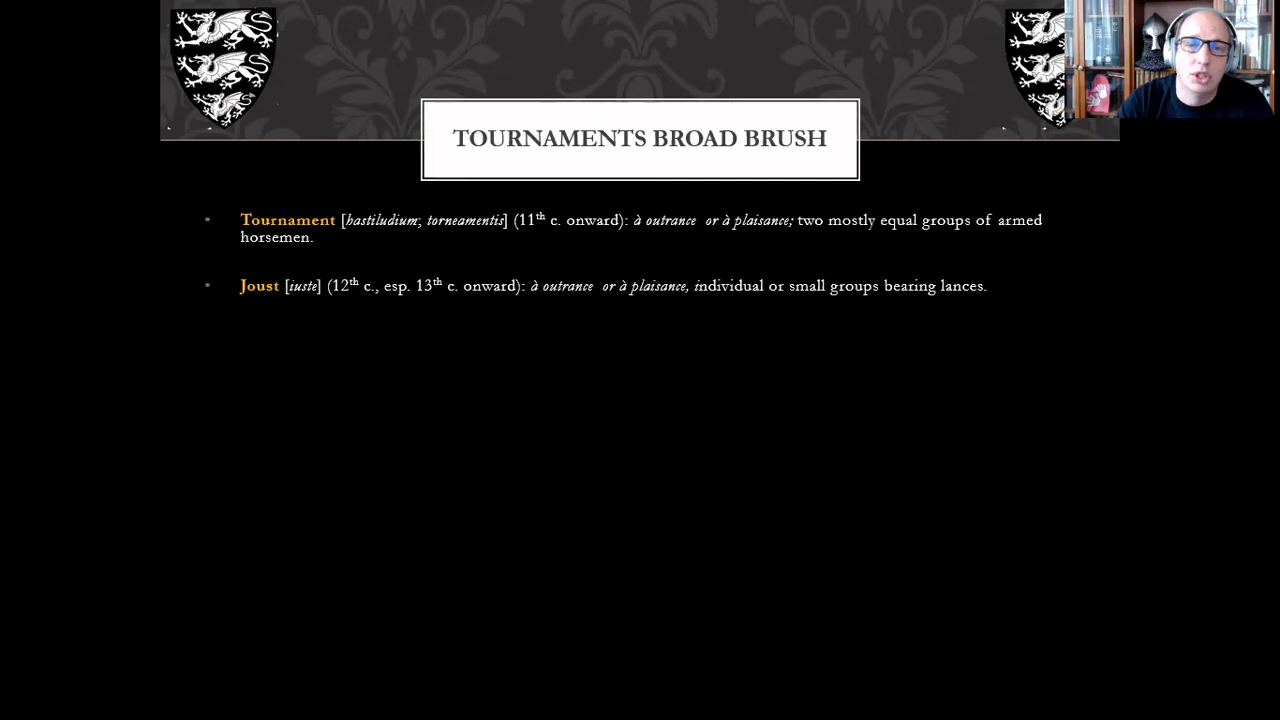 TOURNAMENTS BROAD BRUSH
• Tournament [hastiludium; torneamentis] (11th c. onward): à outrance or à plaisance; two mostly equal groups of armed
horsemen.
• Joust [iuste] (12th c., esp. 13th c. onward): à outrance or à plaisance, individual or small groups bearing lances.